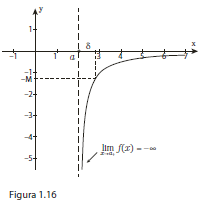 y
1
δ
x
-1
1
a
3
4
5
6
7
-1
-M
-2
-3
-4
-5
lim f(x) = -∞
x→a+
Figura 1.16